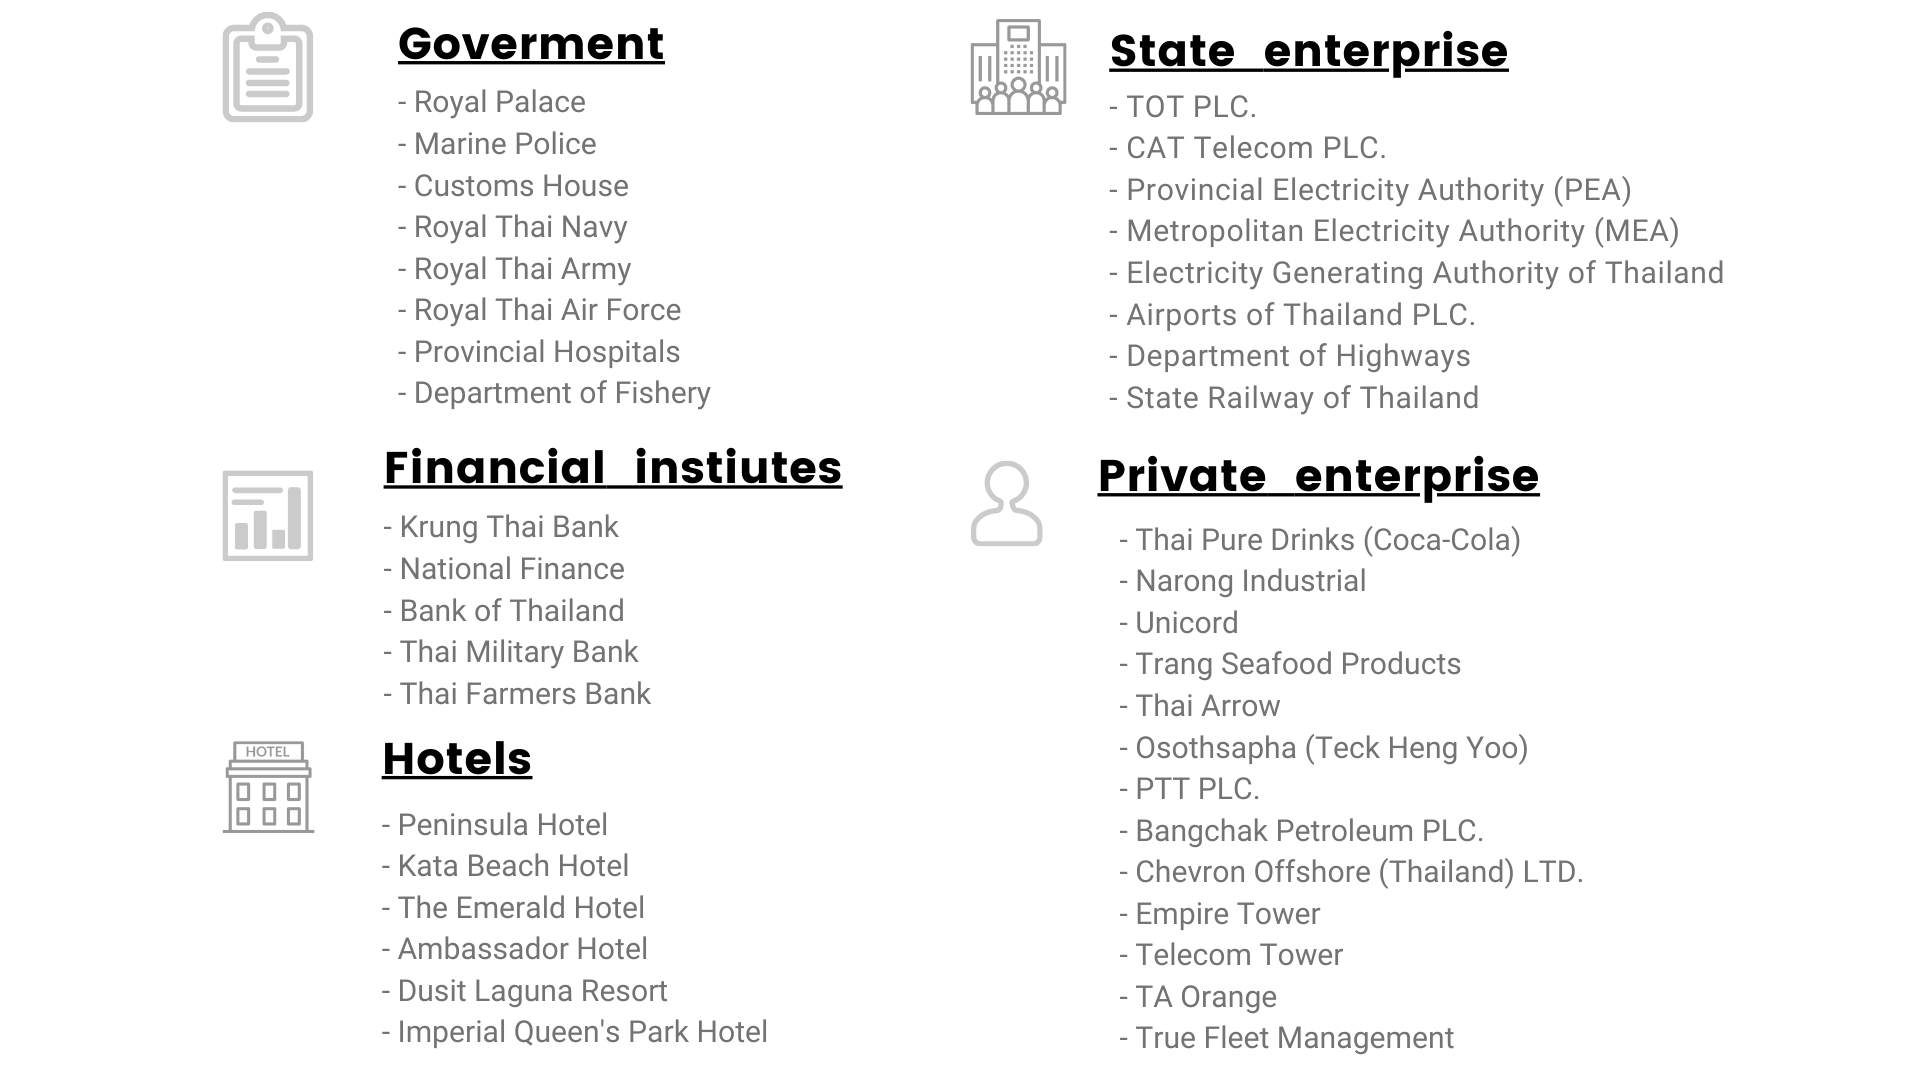 Goverment
- Royal Palace
- Marine Police
- Customs House
- Royal Thai Navy
- Royal Thai Army
- Royal Thai Air Force
- Provincial Hospitals
- Department of Fishery
Financial instiutes
- Krung Thai Bank
- National Finance
- Bank of Thailand
- Thai Military Bank
- Thai Farmers Bank
HOTEL
Hotels
- Peninsula Hotel
- Kata Beach Hotel
- The Emerald Hotel
- Ambassador Hotel
- Dusit Laguna Resort
- Imperial Queen's Park Hotel
State enterprise
- TOT PLC.
- CAT Telecom PLC.
- Provincial Electricity Authority (PEA)
- Metropolitan Electricity Authority (MEA)
- Electricity Generating Authority of Thailand
- Airports of Thailand PLC.
- Department of Highways
- State Railway of Thailand
Private enterprise
- Thai Pure Drinks (Coca-Cola)
- Narong Industrial
- Unicord
- Trang Seafood Products
- Thai Arrow
- Osothsapha (Teck Heng Yoo)
- PTT PLC.
- Bangchak Petroleum PLC.
- Chevron Offshore (Thailand) LTD.
- Empire Tower
- Telecom Tower
- TA Orange
- True Fleet Management